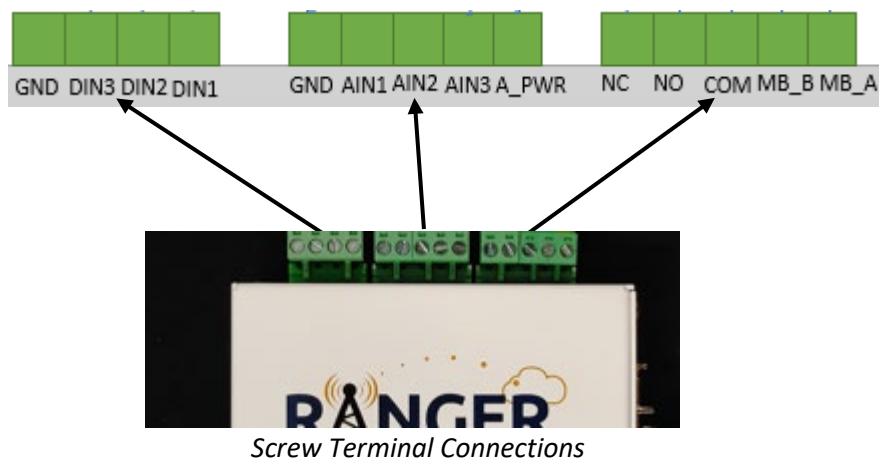 GND DIN3 DIN2 DIN1
GND AIN1 AIN2 AIN3 A_PWR
NC NO COM MB_B MB_A
RANGER
Screw Terminal Connections